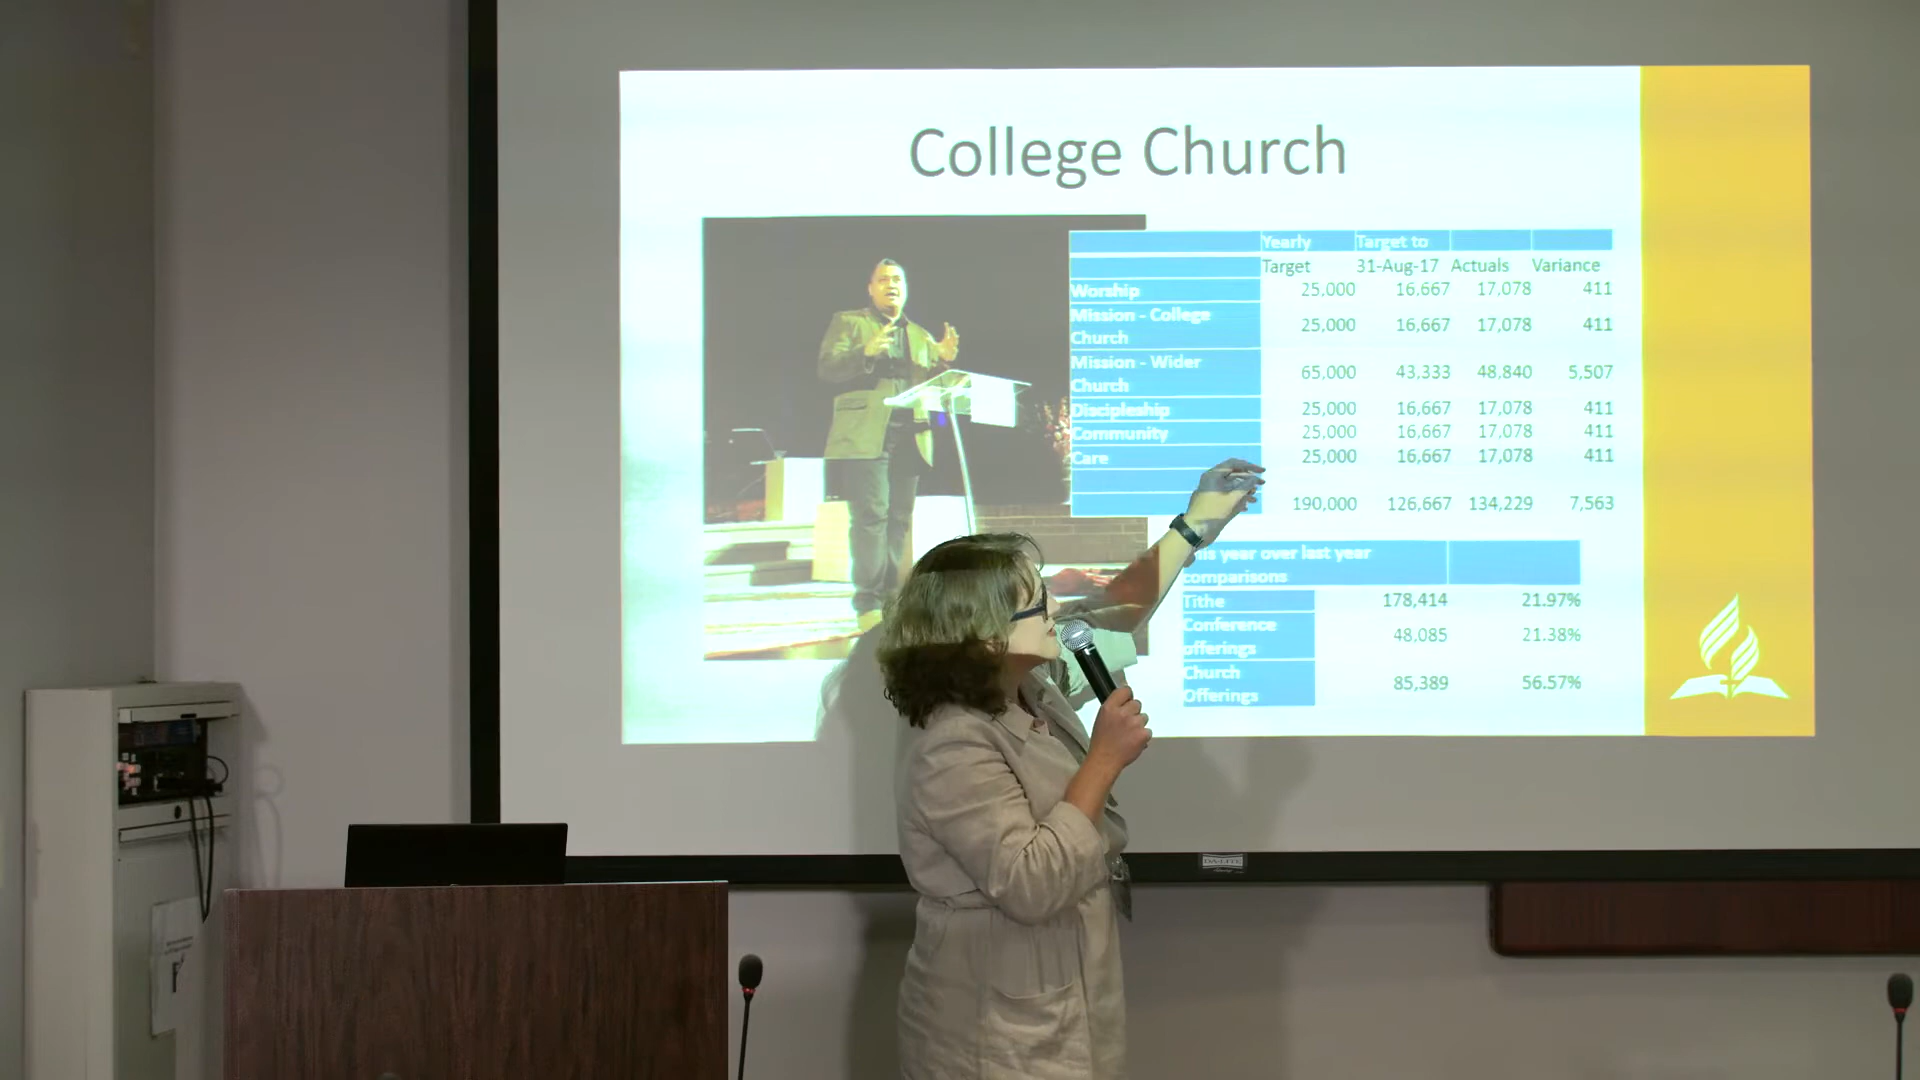 College Church
Yearly Target to
Target 31-Aug-17 Actuals Variance
Worship 25,000 16,667 17,078 411
Mission - College
Church 25,000 16,667 17,078 411
Mission - Wider
Church 65,000 43,333 48,840 5,507
Discipleship 25,000 16,667 17,078 411
Community 25,000 16,667 17,078 411
Care 25,000 16,667 17,078 411
190,000 126,667 134,229 7,563
year over last year
comparisons
Tithe 178,414 21.97%
Conference
offerings 48,085 21.38%
Church
Offerings 85,389 56.57%